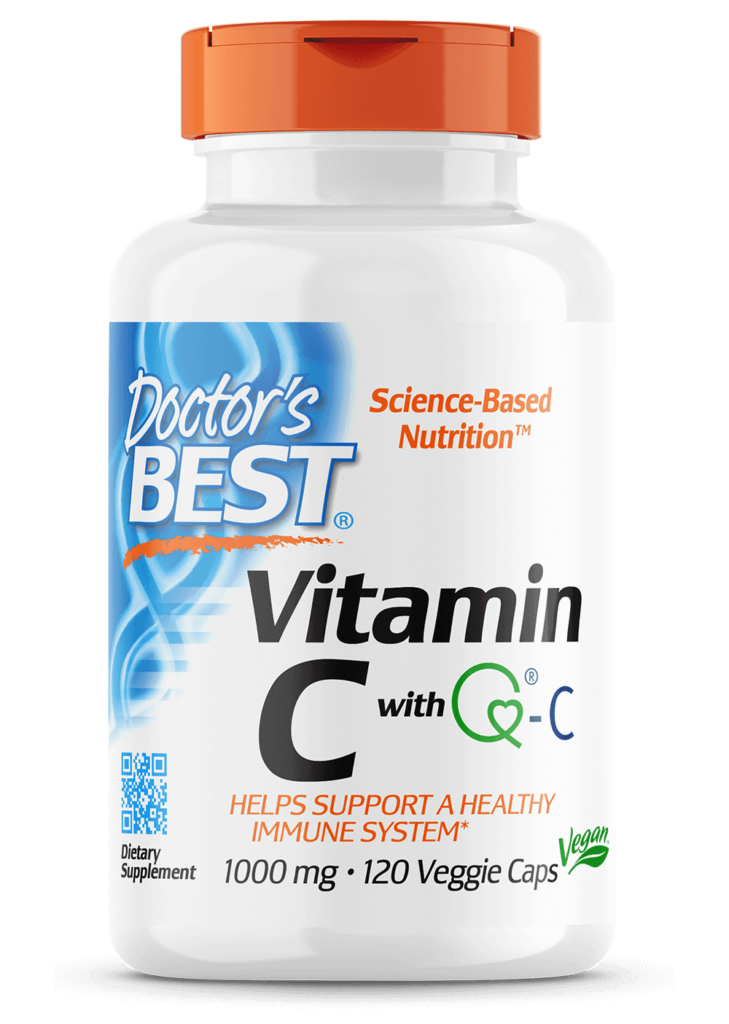 Doctor's
BEST®
Science-Based
Nutrition™
Vitamin
C with Q®-C
HELPS SUPPORT A HEALTHY
IMMUNE SYSTEM*
Dietary
Supplement
1000 mg • 120 Veggie Caps
Vegan